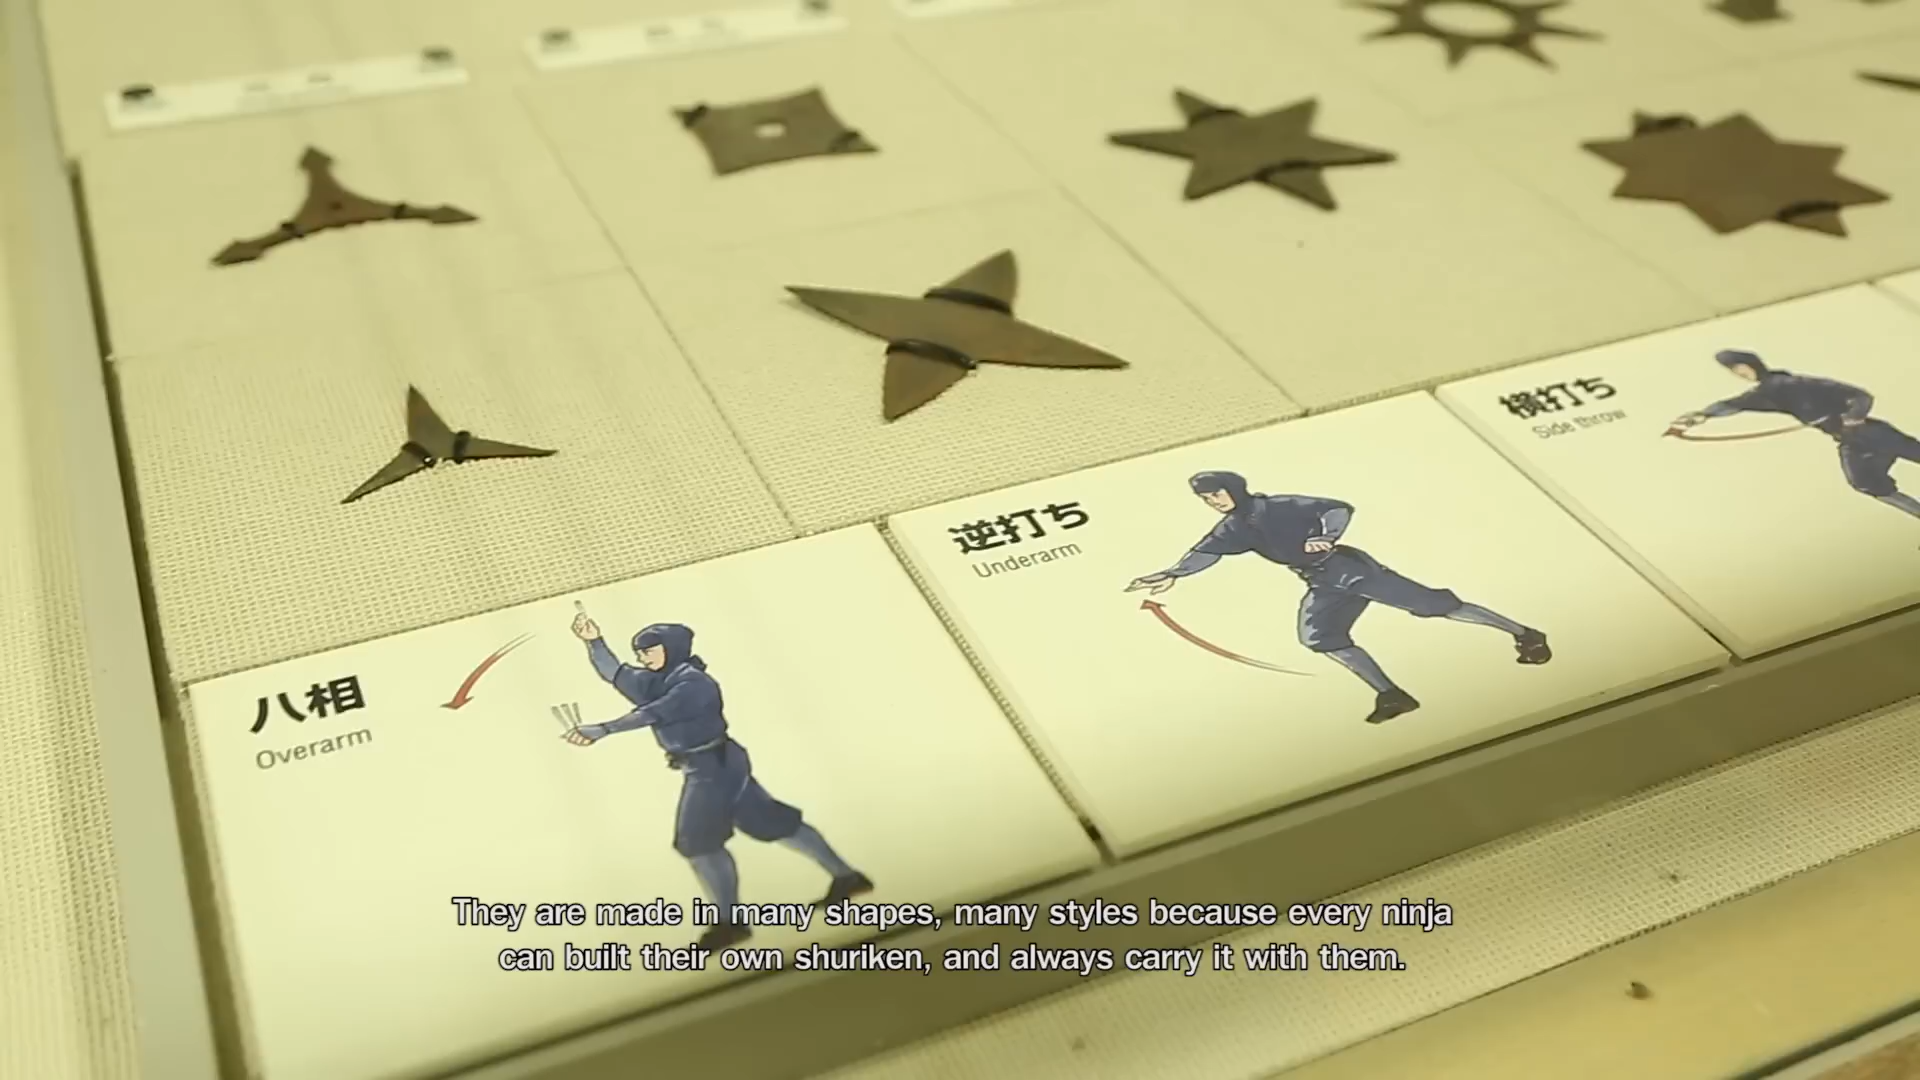 横打ち
Side throw
逆打ち
Underarm
八相
Overarm
They are made in many shapes, many styles because every ninja
can built their own shuriken, and always carry it with them.